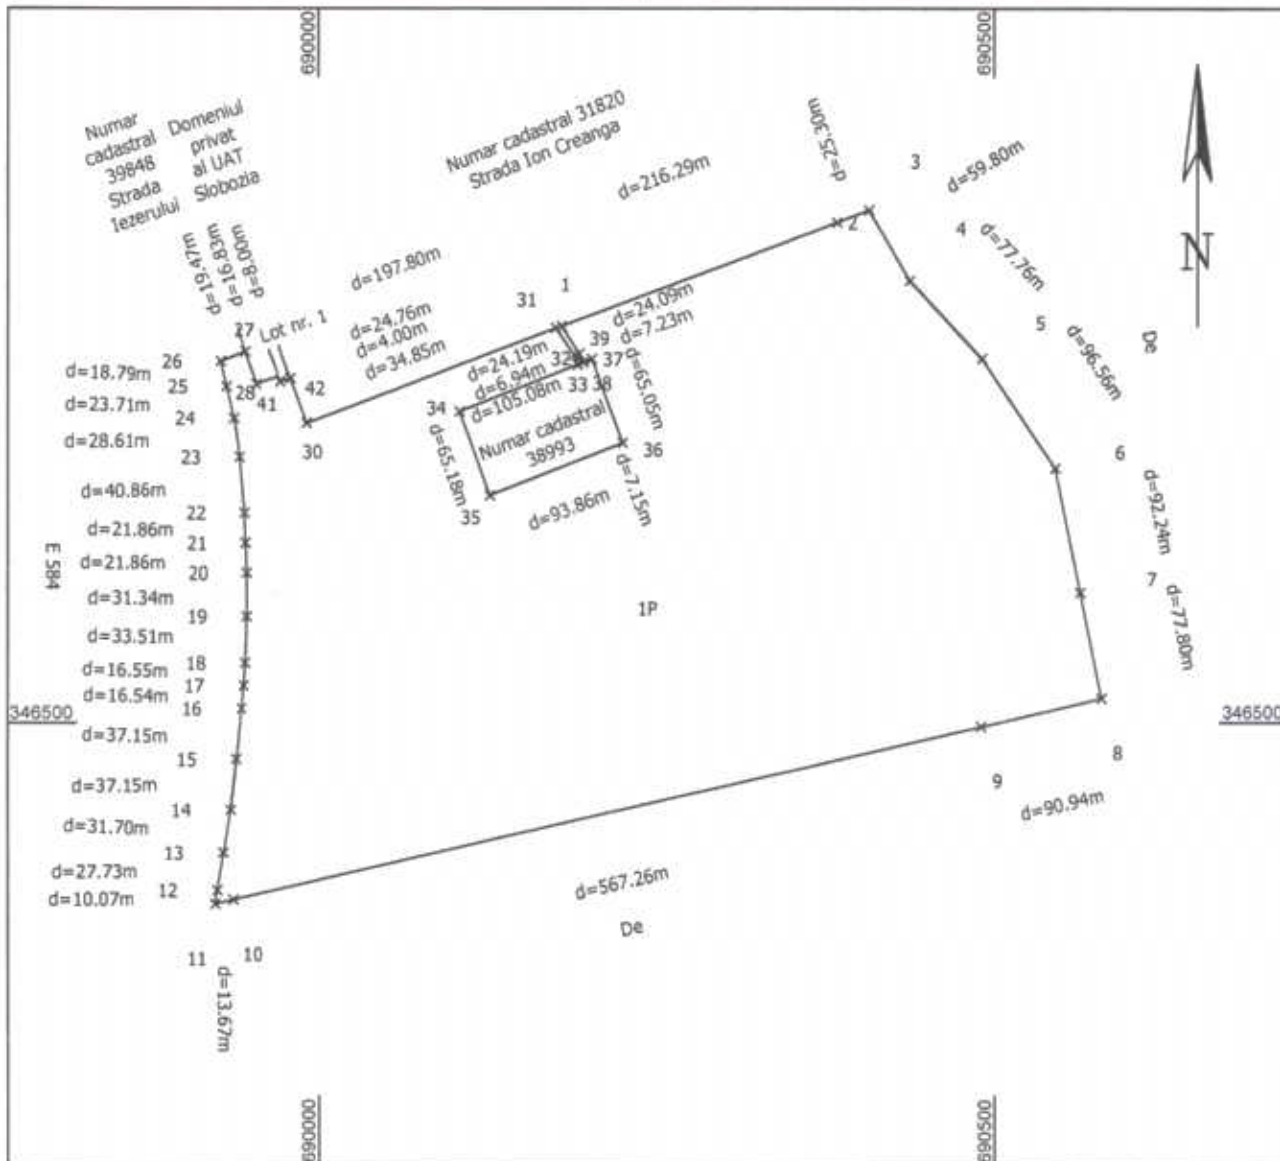 690000
690500
Numar
cadastral
39848
Strada
Iezerului
Domeniul
privat
al UAT
Slobozia
Numar cadastral 31820
Strada Ion Creanga
d=216.29m
d=25.30m
3
d=59.80m
2
4
d=77.76m
N
d=19.47m
d=16.83m
d=8.00m
d=197.80m
31
1
d=24.09m
d=7.23m
5
De
d=96.56m
27
Lot nr. 1
d=24.76m
d=4.00m
d=34.85m
26
d=18.79m
25
28
41
42
d=24.19m
d=6.94m
d=105.08m
32
39
37
33
38
d=65.05m
d=23.71m
24
30
34
d=65.18m
Numar cadastral
38993
36
d=7.15m
d=28.61m
23
35
d=93.86m
6
d=92.24m
d=40.86m
22
d=21.86m
21
E 584
d=21.86m
20
7
d=77.80m
d=31.34m
19
1P
d=33.51m
18
d=16.55m
17
d=16.54m
16
346500
346500
d=37.15m
15
8
9
d=37.15m
14
d=90.94m
d=31.70m
13
d=27.73m
12
d=10.07m
d=567.26m
De
11
10
d=13.67m
690000
690500